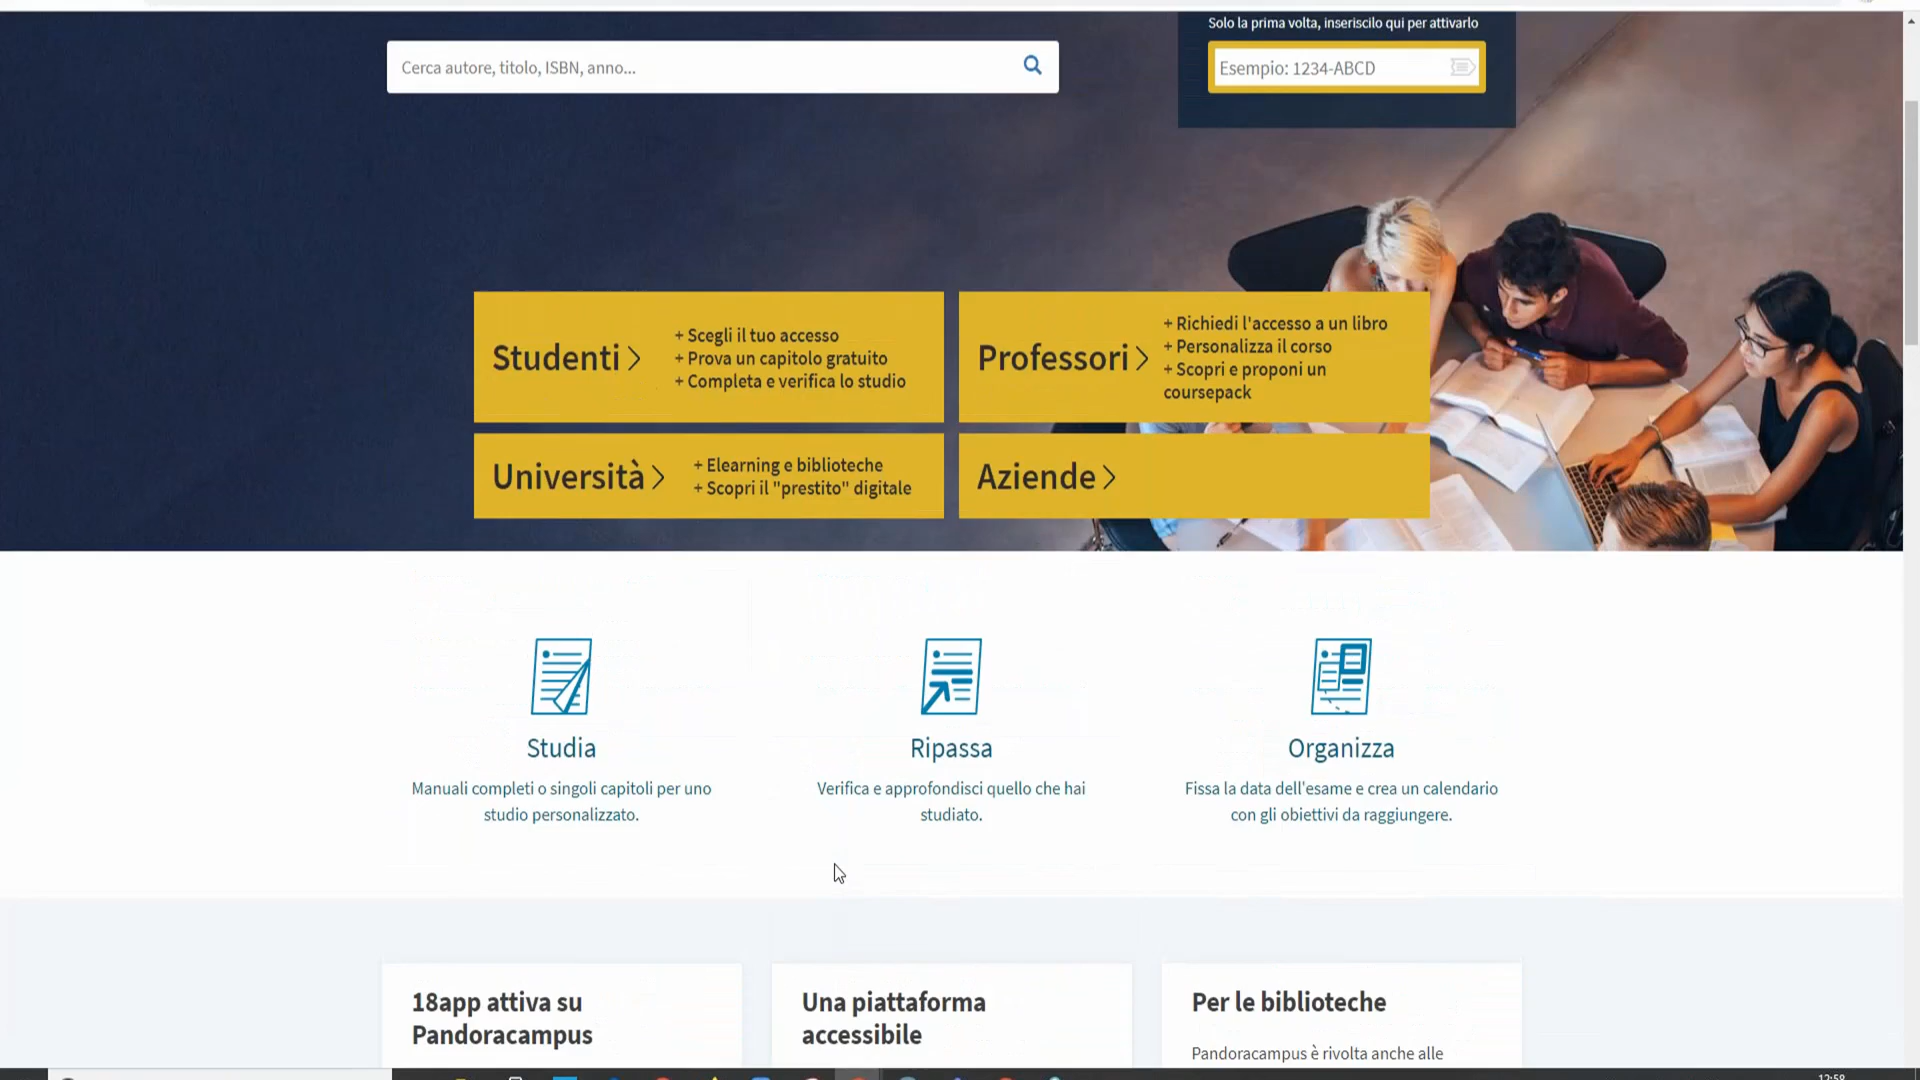 Solo la prima volta, inseriscilo qui per attivarlo
Cerca autore, titolo, ISBN, anno...
Esempio: 1234-ABCD
Studenti
+ Scegli il tuo accesso
+ Prova un capitolo gratuito
+ Completa e verifica lo studio
Professori
+ Richiedi l'accesso a un libro
+ Personalizza il corso
+ Scopri e proponi un
coursepack
Università
+ Elearning e biblioteche
+ Scopri il "prestito" digitale
Aziende
Studia
Manuali completi o singoli capitoli per uno
studio personalizzato.
Ripassa
Verifica e approfondisci quello che hai
studiato.
Organizza
Fissa la data dell'esame e crea un calendario
con gli obiettivi da raggiungere.
18app attiva su
Pandoracampus
Una piattaforma
accessibile
Per le biblioteche
Pandoracampus è rivolta anche alle
12:58